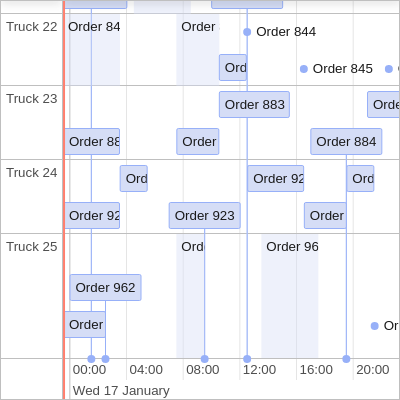 Truck 22
Order 84
Order
Order 844
Ord
Order 845
Truck 23
Order 883
Orde
Order 88
Order
Order 884
Truck 24
Ord
Order 92
Ord
Order 92
Order 923
Order
Truck 25
Ord
Order 96
Order 962
Order
Or
00:00 04:00 08:00 12:00 16:00 20:00
Wed 17 January